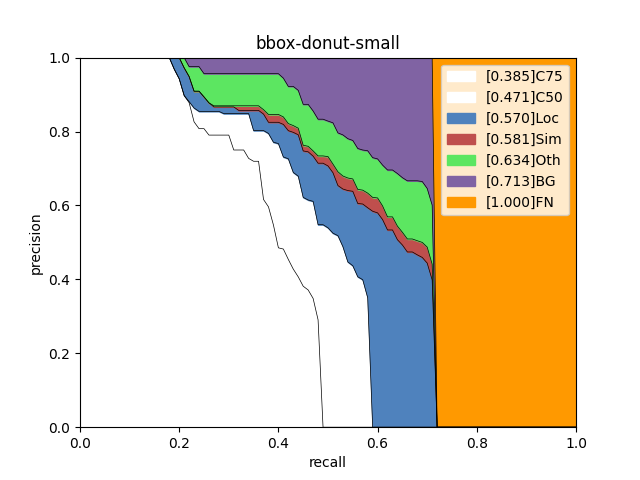 bbox-donut-small
1.0
0.8
0.6
0.4
0.2
0.0
precision
0.0 0.2 0.4 0.6 0.8 1.0
recall
[0.385]C75
[0.471]C50
[0.570]Loc
[0.581]Sim
[0.634]Oth
[0.713]BG
[1.000]FN